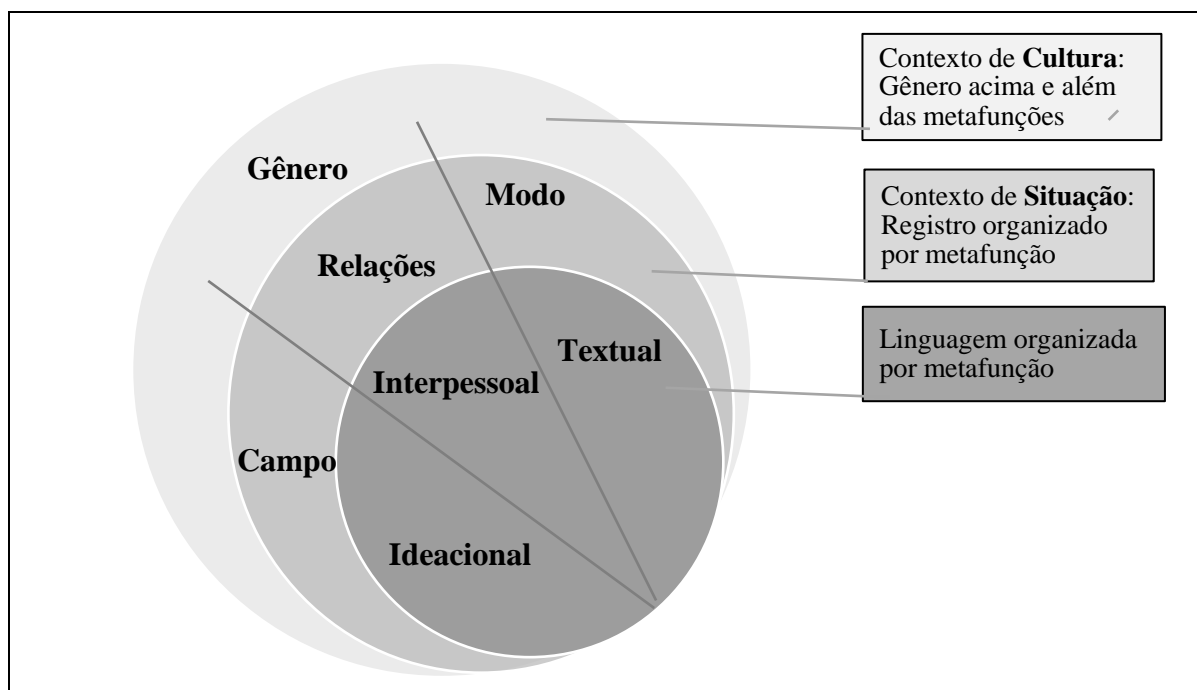 Contexto de Cultura:
Gênero acima e além
das metafunções
Gênero
Modo
Contexto de Situação:
Registro organizado
por metafunção
Relações
Textual
Linguagem organizada
por metafunção
Interpessoal
Campo
Ideacional